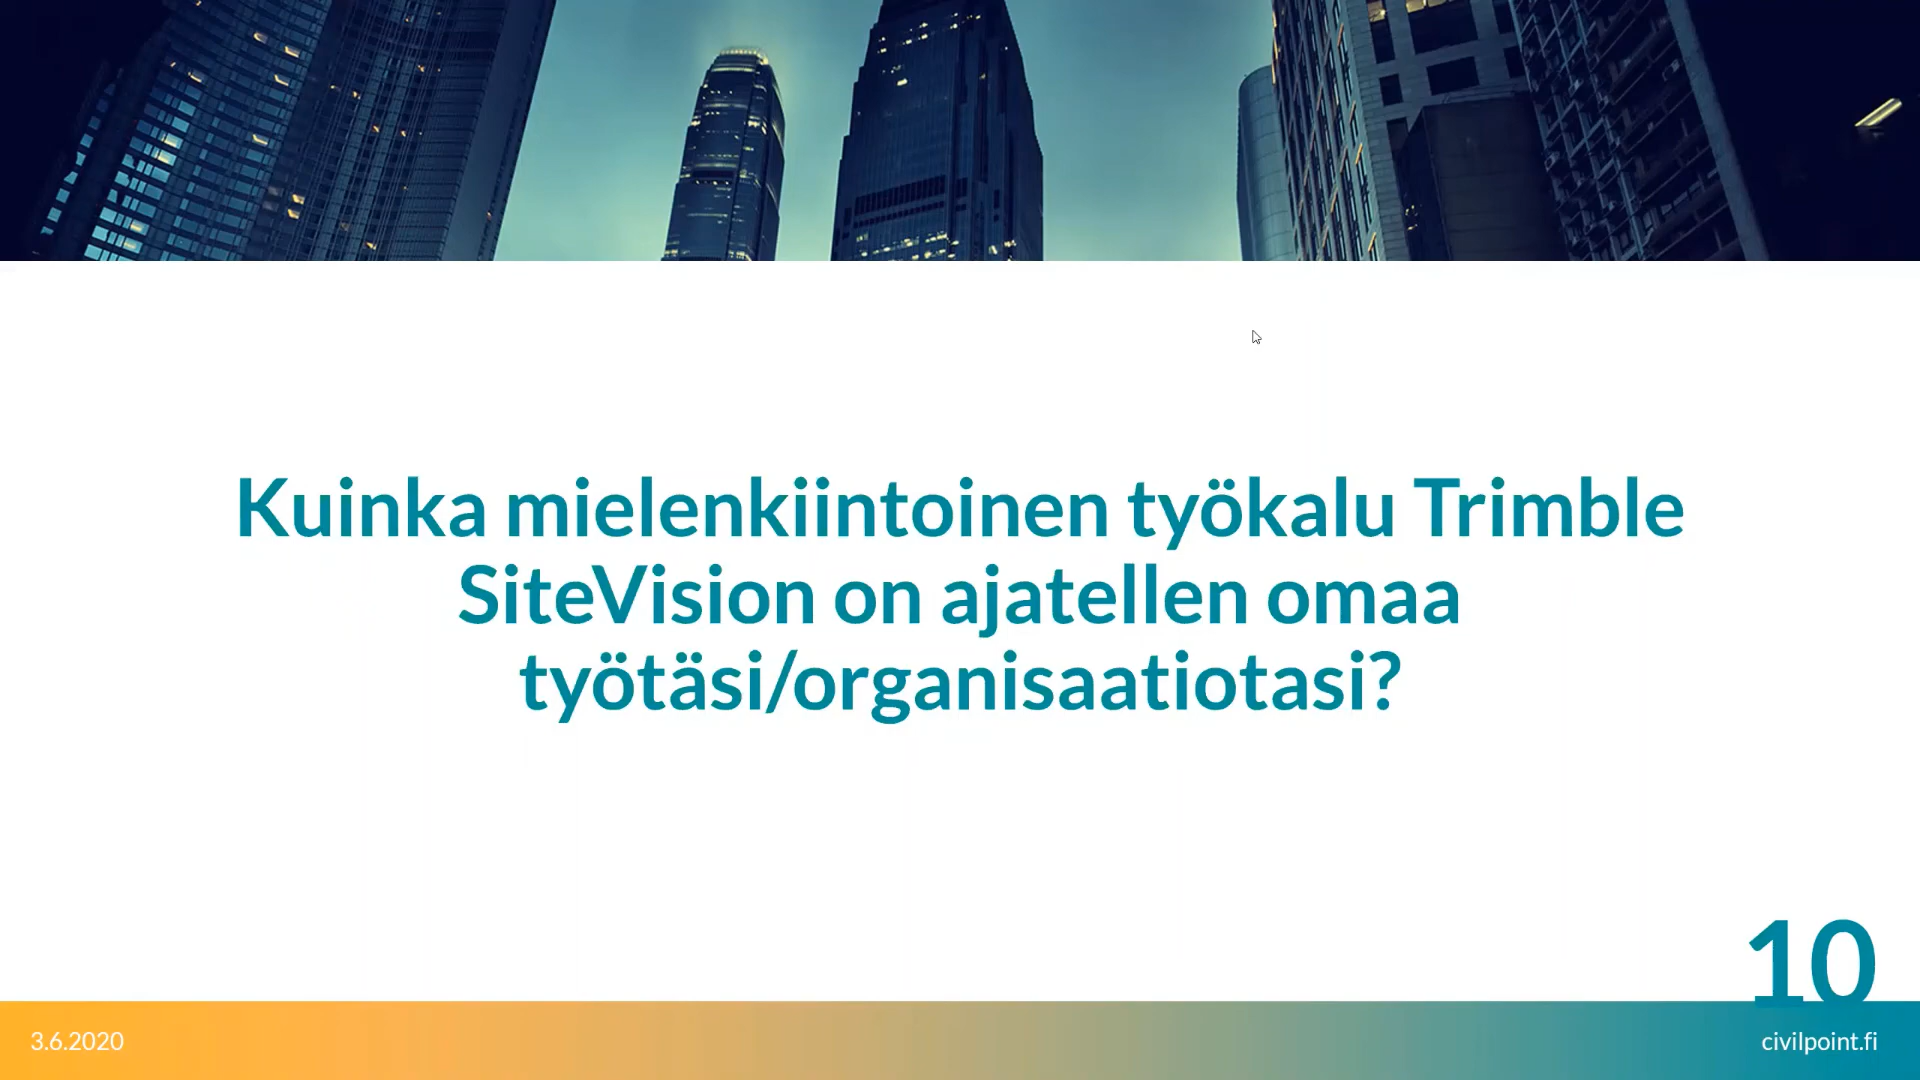 Kuinka mielenkiintoinen työkalu Trimble
SiteVision on ajatellen omaa
työtäsi/organisaatiotasi?
10
3.6.2020
civilpoint.fi